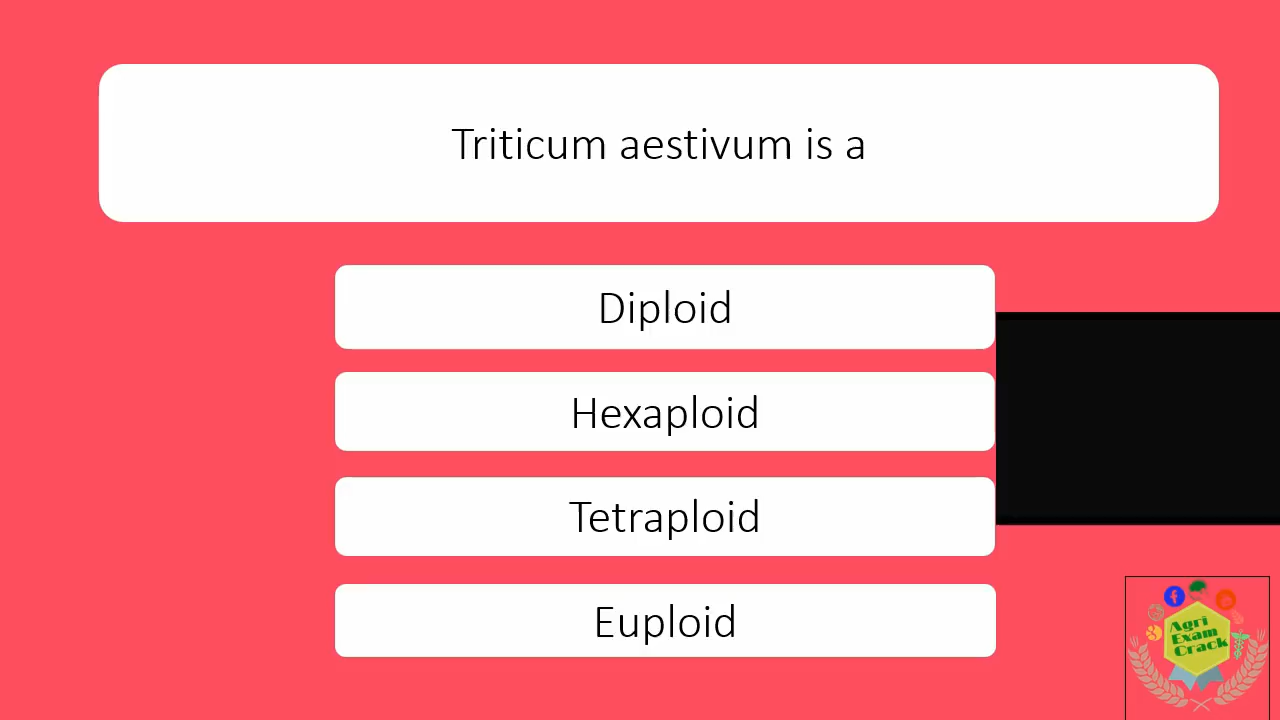 Triticum aestivum is a
Diploid
Hexaploid
Tetraploid
Euploid
Agri
Exam
Crack